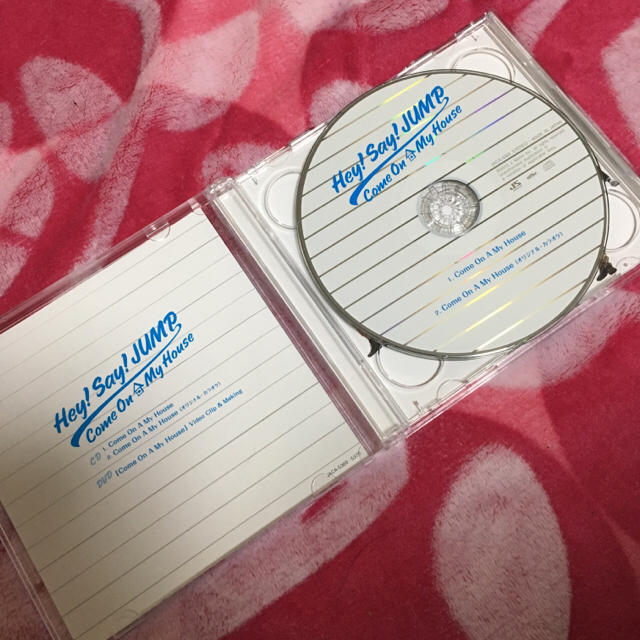 Hey! Say! JUMP
Come On A My House
CD
1. Come On A My House
2. Come On A My House (オリジナル・カラオケ)
DVD
[Come On A My House] Video Clip & Making
Hey! Say! JUMP
Come On A My House
1. Come On A My House
2. Come On A My House (オリジナル・カラオケ)